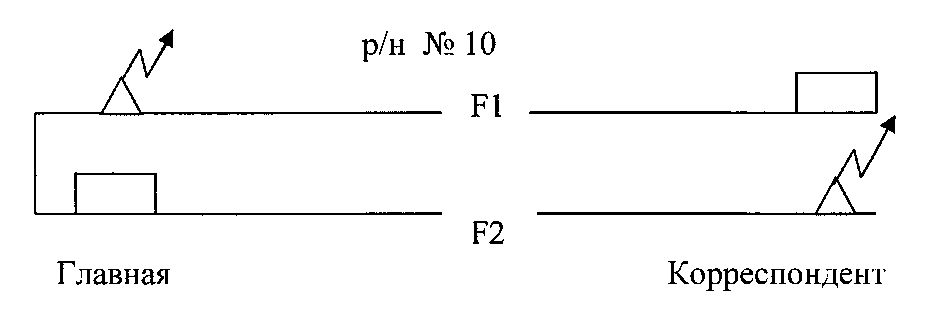 р/н № 10
F1
F2
Главная
Корреспондент